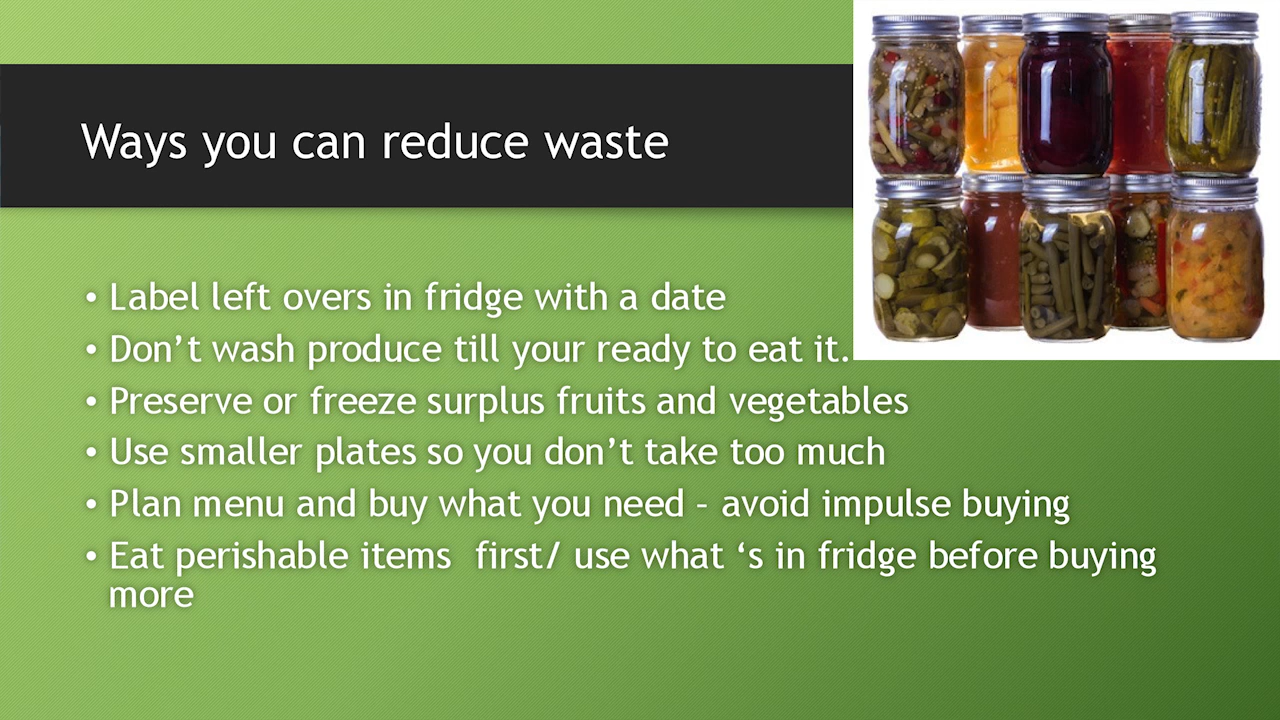 Ways you can reduce waste
• Label left overs in fridge with a date
• Don’t wash produce till your ready to eat it.
• Preserve or freeze surplus fruits and vegetables
• Use smaller plates so you don’t take too much
• Plan menu and buy what you need – avoid impulse buying
• Eat perishable items  first/ use what ‘s in fridge before buying
more